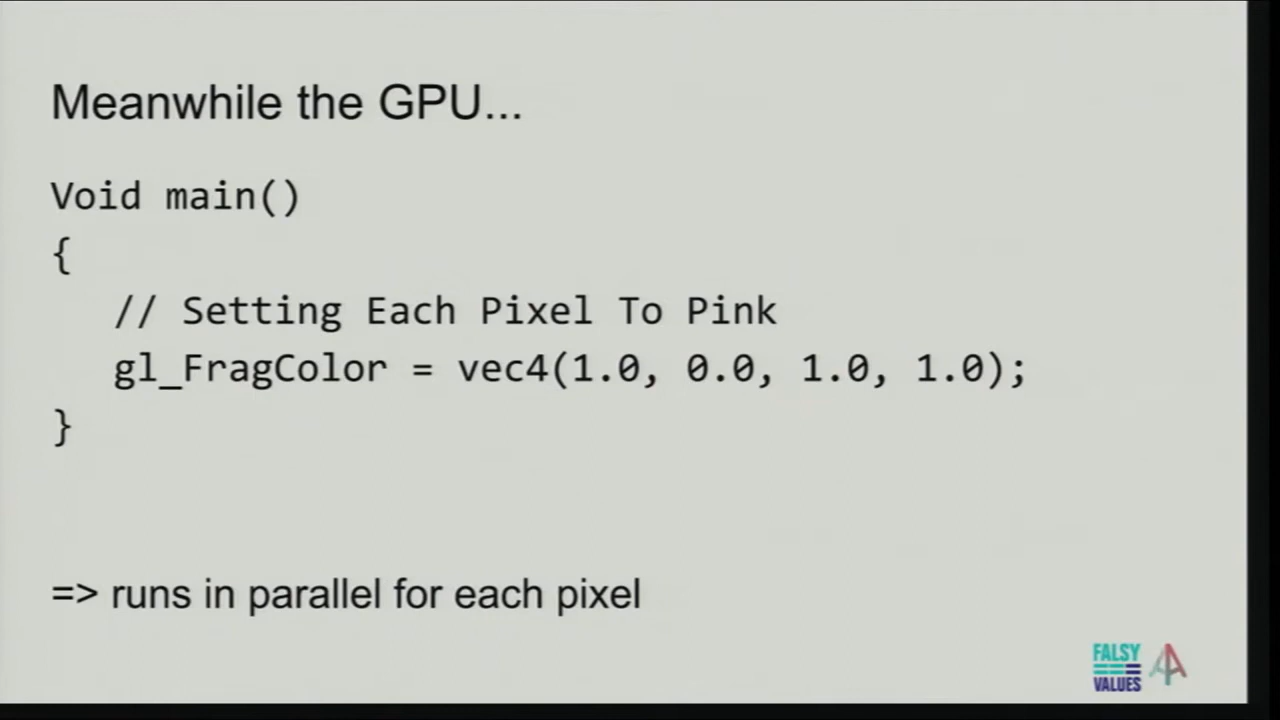 Meanwhile the GPU...
Void main()
{
// Setting Each Pixel To Pink
gl_FragColor = vec4(1.0, 0.0, 1.0, 1.0);
}
=> runs in parallel for each pixel
FALSY
VALUES